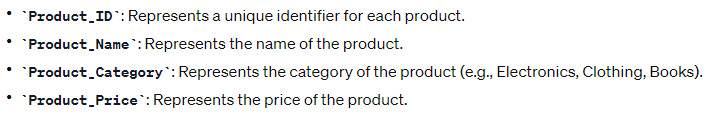 • `Product_ID`: Represents a unique identifier for each product.
• `Product_Name`: Represents the name of the product.
• `Product_Category`: Represents the category of the product (e.g., Electronics, Clothing, Books).
• `Product_Price`: Represents the price of the product.